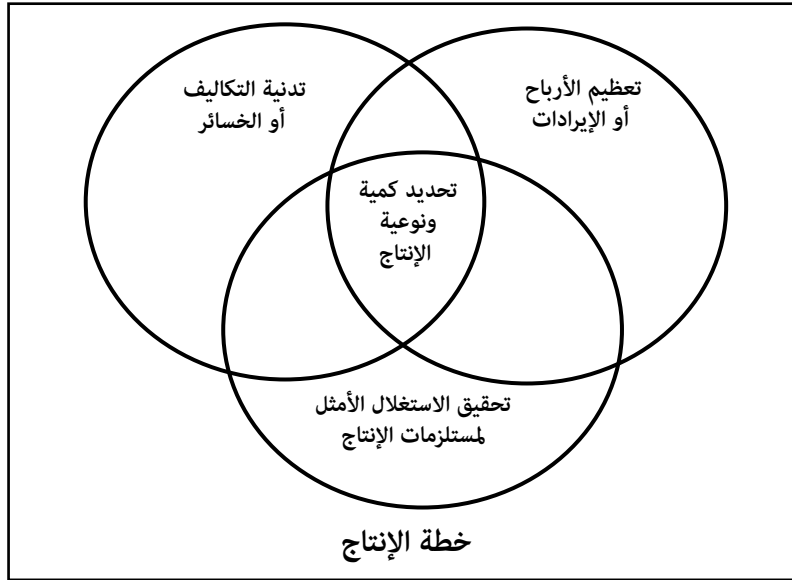 تعظيم الأرباح
أو الإيرادات
تدنية التكاليف
أو الخسائر
تحديد كمية
ونوعية
الإنتاج
تحقيق الاستغلال الأمثل
لمستلزمات الإنتاج
خطة الإنتاج